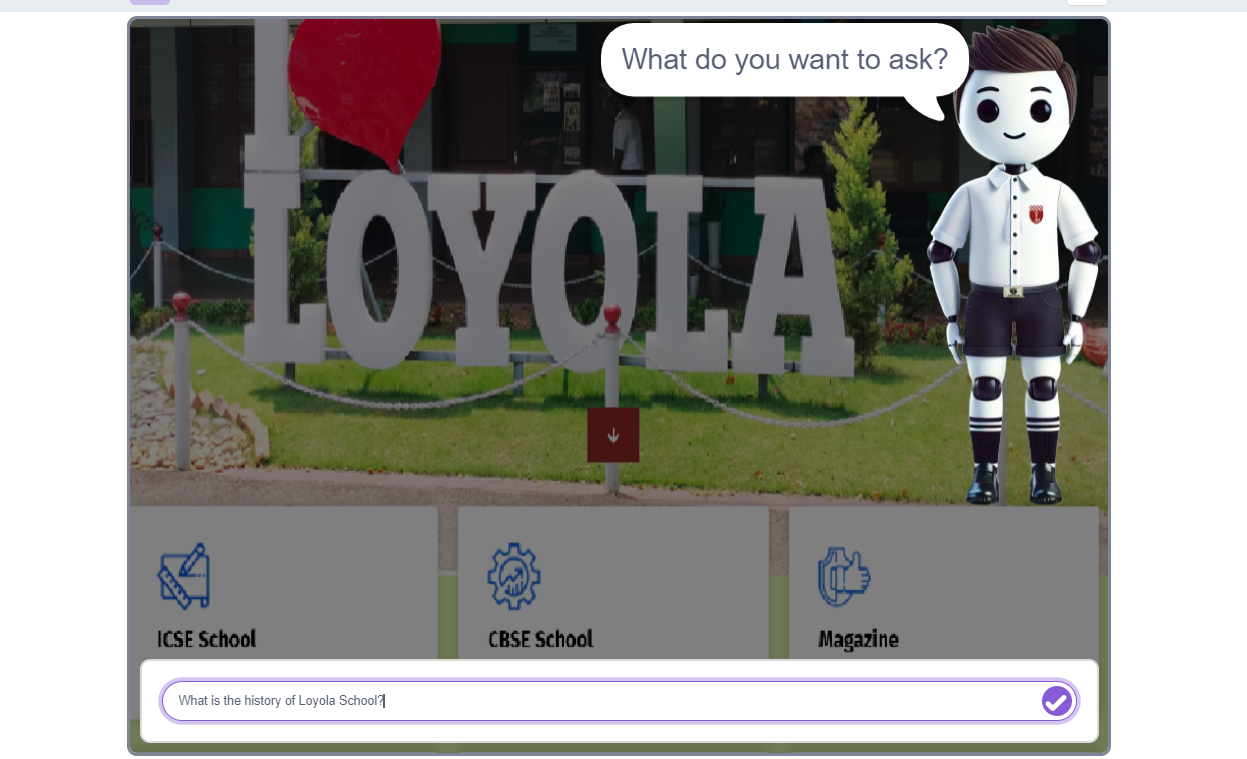 What do you want to ask?
LOYOLA
ICSE School
CBSE School
Magazine
What is the history of Loyola School?